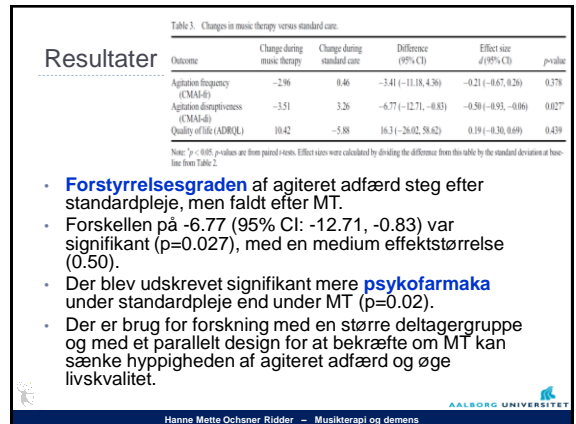 Table 3. Changes in music therapy versus standard care.
Resultater
Outcome Change during music therapy Change during standard care Difference (95% CI) Effect size d (95% CI) p-value
Agitation frequency (CMAI-fr) −2.96 0.46 −3.41 (−11.18, 4.36) −0.21 (−0.67, 0.26) 0.378
Agitation disruptiveness (CMAI-di) −3.51 3.26 −6.77 (−12.71, −0.83) −0.50 (−0.93, −0.06) 0.027*
Quality of life (ADRQL) 10.42 −5.88 16.3 (−26.02, 58.62) 0.19 (−0.30, 0.69) 0.439
Note: *p < 0.05. p-values are from paired t-tests. Effect sizes were calculated by dividing the difference from this table by the standard deviation at base-
line from Table 2.
• Forstyrrelsesgraden af agiteret adfærd steg efter
standardpleje, men faldt efter MT.
• Forskellen på -6.77 (95% CI: -12.71, -0.83) var
signifikant (p=0.027), med en medium effektstørrelse
(0.50).
• Der blev udskrevet signifikant mere psykofarmaka
under standardpleje end under MT (p=0.02).
• Der er brug for forskning med en større deltagergruppe
og med et parallelt design for at bekræfte om MT kan
sænke hyppigheden af agiteret adfærd og øge
livskvalitet.
AALBORG UNIVERSITET
Hanne Mette Ochsner Ridder – Musikterapi og demens